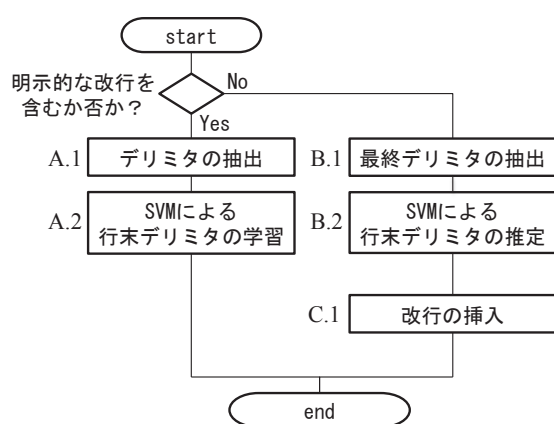 start
明示的な改行を
含むか否か？
No
Yes
A.1
デリミタの抽出
B.1
最終デリミタの抽出
A.2
SVMによる
行末デリミタの学習
B.2
SVMによる
行末デリミタの推定
C.1
改行の挿入
end